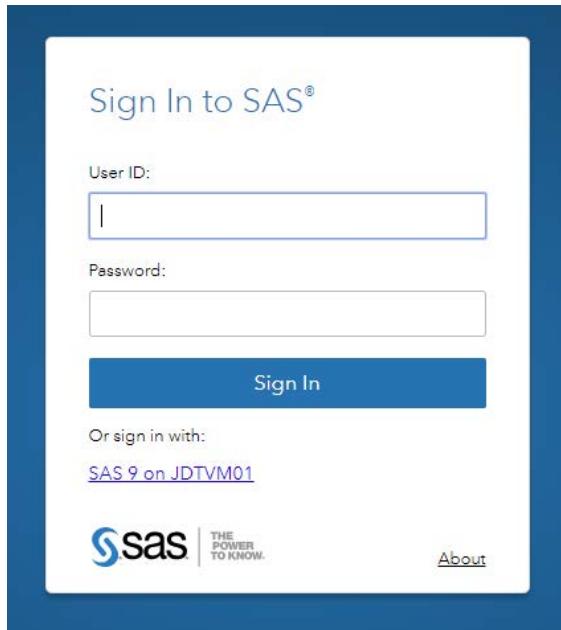 Sign In to SAS®
User ID:
Password:
Sign In
Or sign in with:
SAS 9 on JDTVM01
sas THE
POWER
TO KNOW.
About